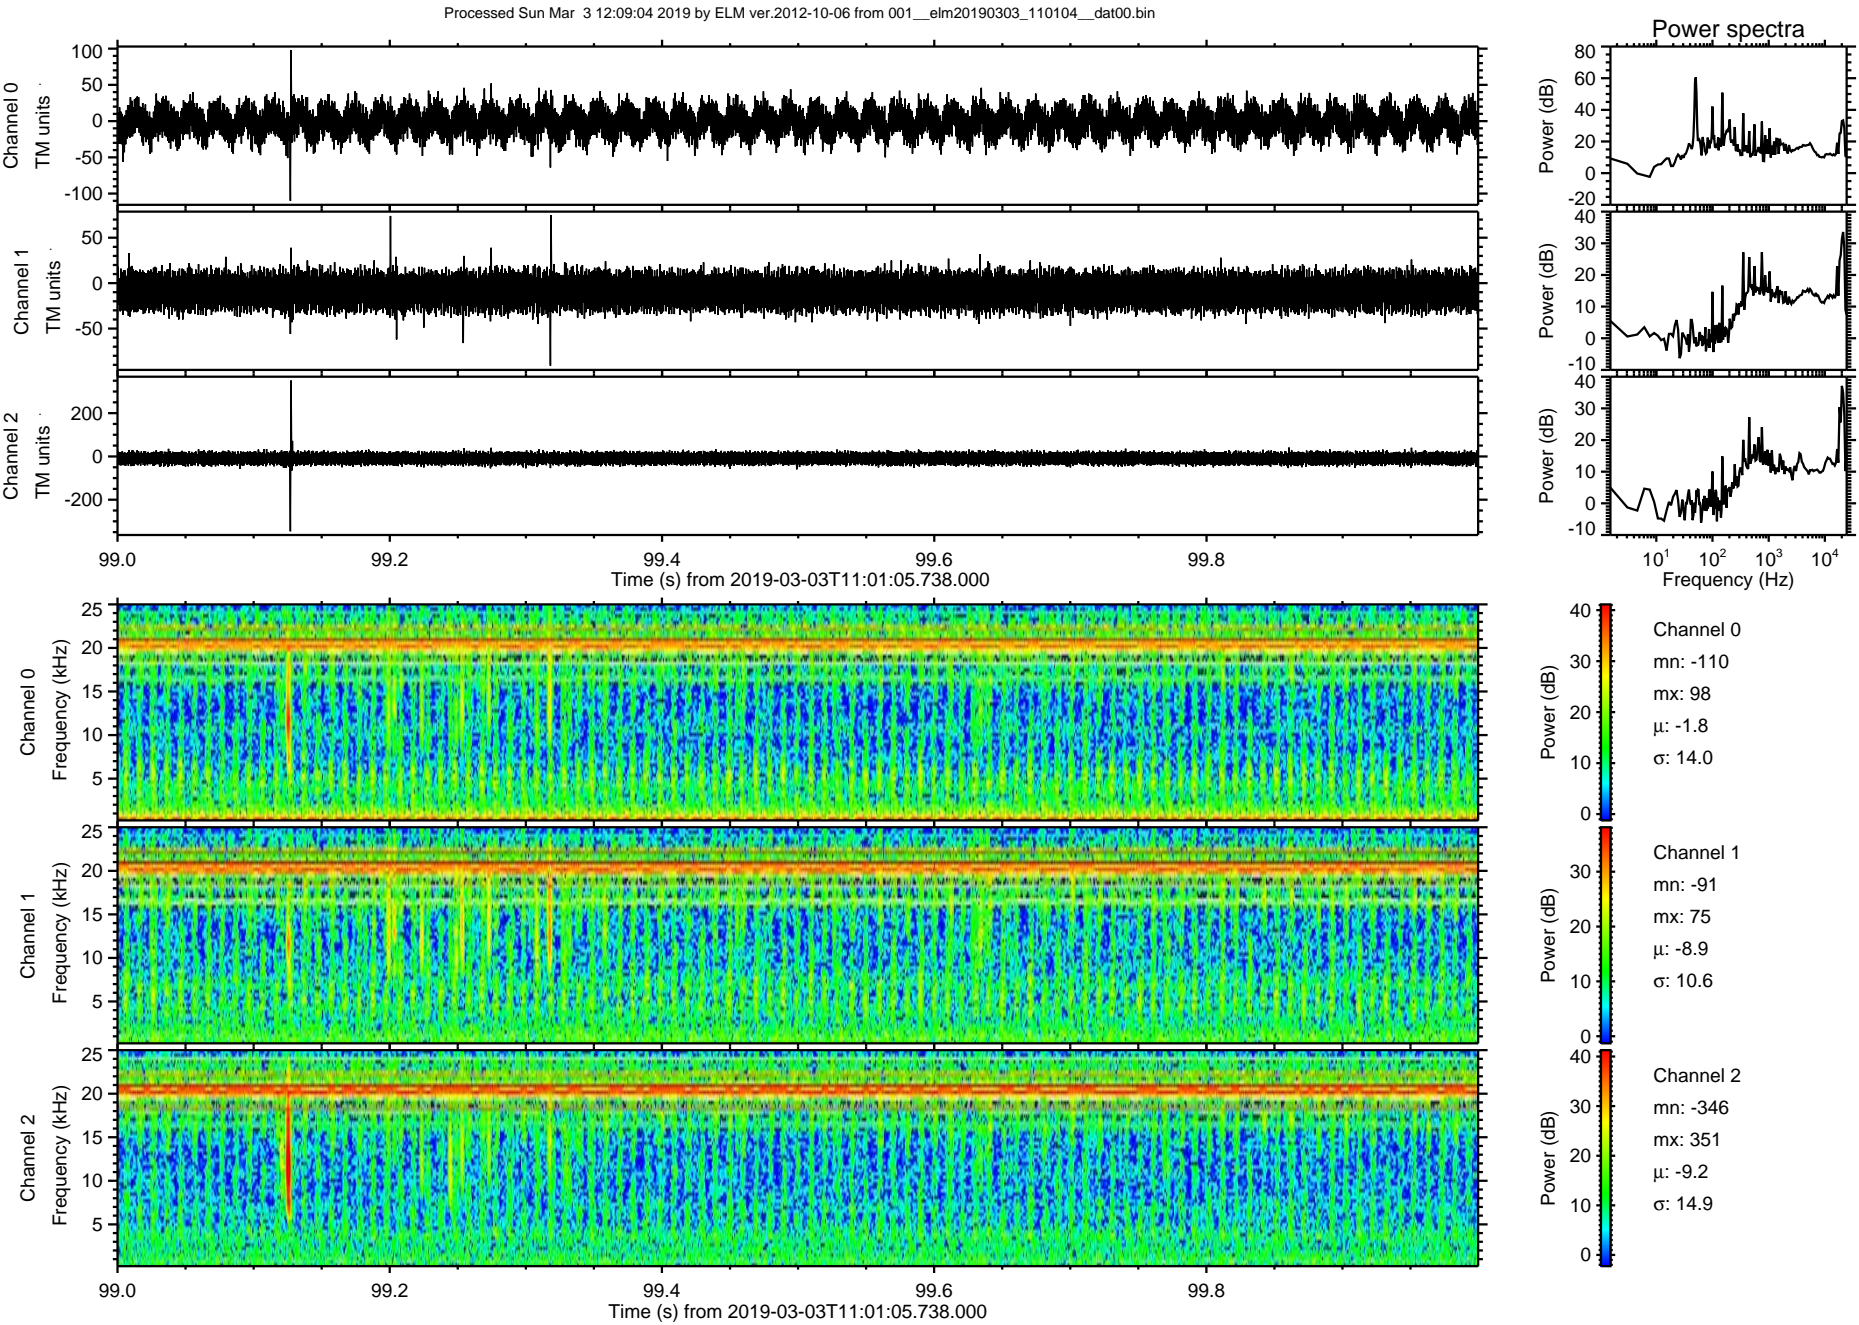 Processed Sun Mar  3 12:09:04 2019 by ELM ver.2012-10-06 from 001__elm20190303_110104__dat00.bin
Power spectra
Channel 0
TM units
100
50
0
-50
-100
Power (dB)
80
60
40
20
0
-20
Channel 1
TM units
50
0
-50
Power (dB)
40
30
20
10
0
-10
Channel 2
TM units
200
0
-200
Power (dB)
40
30
20
10
0
-10
99.0 99.2 99.4 99.6 99.8
Time (s) from 2019-03-03T11:01:05.738.000
10¹ 10² 10³ 10⁴
Frequency (Hz)
Channel 0
Frequency (kHz)
25
20
15
10
5
Power (dB)
40
30
20
10
0
Channel 0
mn: -110
mx: 98
µ: -1.8
σ: 14.0
Channel 1
Frequency (kHz)
25
20
15
10
5
Power (dB)
30
20
10
0
Channel 1
mn: -91
mx: 75
µ: -8.9
σ: 10.6
Channel 2
Frequency (kHz)
25
20
15
10
5
Power (dB)
40
30
20
10
0
Channel 2
mn: -346
mx: 351
µ: -9.2
σ: 14.9
99.0 99.2 99.4 99.6 99.8
Time (s) from 2019-03-03T11:01:05.738.000